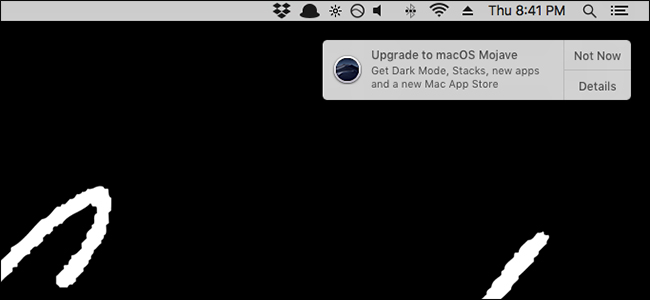 Thu 8:41 PM
Upgrade to macOS Mojave
Get Dark Mode, Stacks, new apps
and a new Mac App Store
Not Now
Details